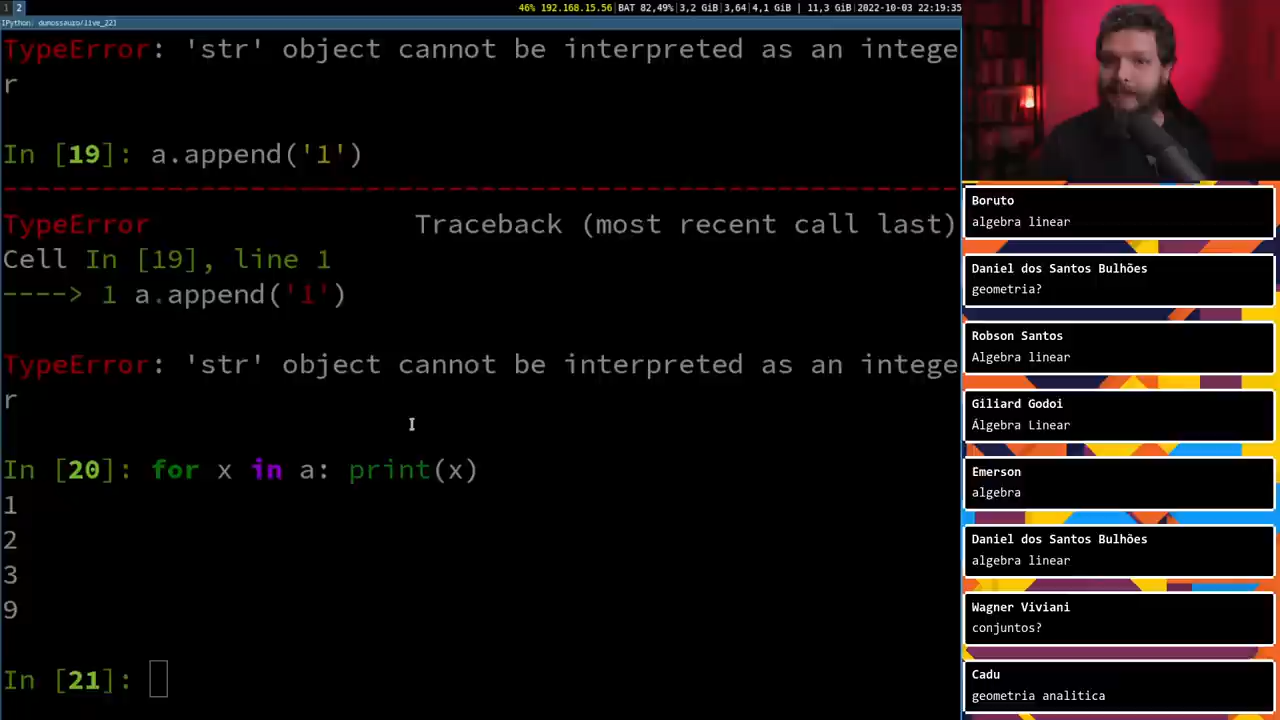 1 2
46% 192.168.15.56|BAT 82,49%|3,2 GiB|3,64|4,1 GiB | 11,3 GiB|2022-10-03 22:19:35
IPython: dunossauro/live_221
TypeError: 'str' object cannot be interpreted as an intege
r
In [19]: a.append('1')
TypeError Traceback (most recent call last)
Cell In [19], line 1
----> 1 a.append('1')
TypeError: 'str' object cannot be interpreted as an intege
r
In [20]: for x in a: print(x)
1
2
3
9
In [21]:
Boruto
algebra linear
Daniel dos Santos Bulhões
geometria?
Robson Santos
Algebra linear
Giliard Godoi
Álgebra Linear
Emerson
algebra
Daniel dos Santos Bulhões
algebra linear
Wagner Viviani
conjuntos?
Cadu
geometria analitica